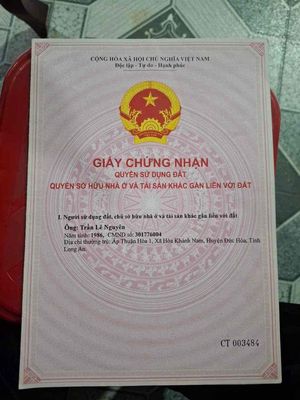 CỘNG HÒA XÃ HỘI CHỦ NGHĨA VIỆT NAM
Độc lập - Tự do - Hạnh phúc
GIẤY CHỨNG NHẬN
QUYỀN SỬ DỤNG ĐẤT
QUYỀN SỞ HỮU NHÀ Ở VÀ TÀI SẢN KHÁC GẮN LIỀN VỚI ĐẤT
I. Người sử dụng đất, chủ sở hữu nhà ở và tài sản khác gắn liền với đất
Ông: Trần Lê Nguyên
Năm sinh: 1986, CMND số: 301776004
Địa chỉ thường trú: Ấp Thuận Hòa 1, Xã Hòa Khánh Nam, Huyện Đức Hòa, Tỉnh
Long An.
CT 003484